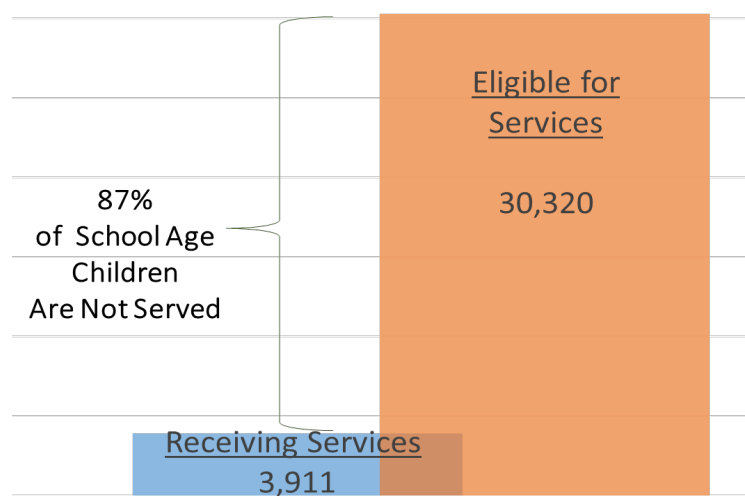 Eligible for
Services
30,320
87%
of School Age
Children
Are Not Served
Receiving Services
3,911